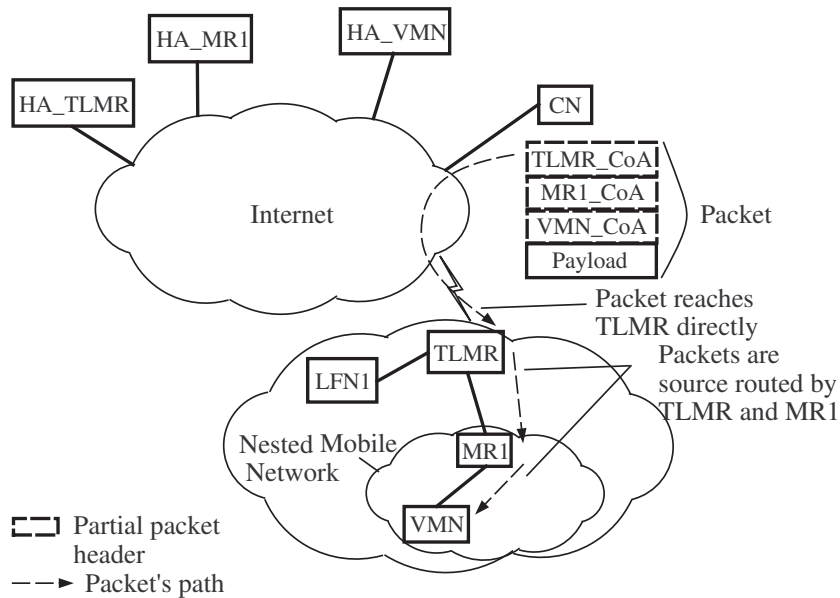 HA_VMN
HA_MR1
HA_TLMR
CN
TLMR_CoA
MR1_CoA
VMN_CoA
Payload
Packet
Internet
Packet reaches
TLMR directly
TLMR
LFN1
Packets are
source routed by
TLMR and MR1
Nested Mobile
Network
MR1
VMN
Partial packet
header
Packet's path